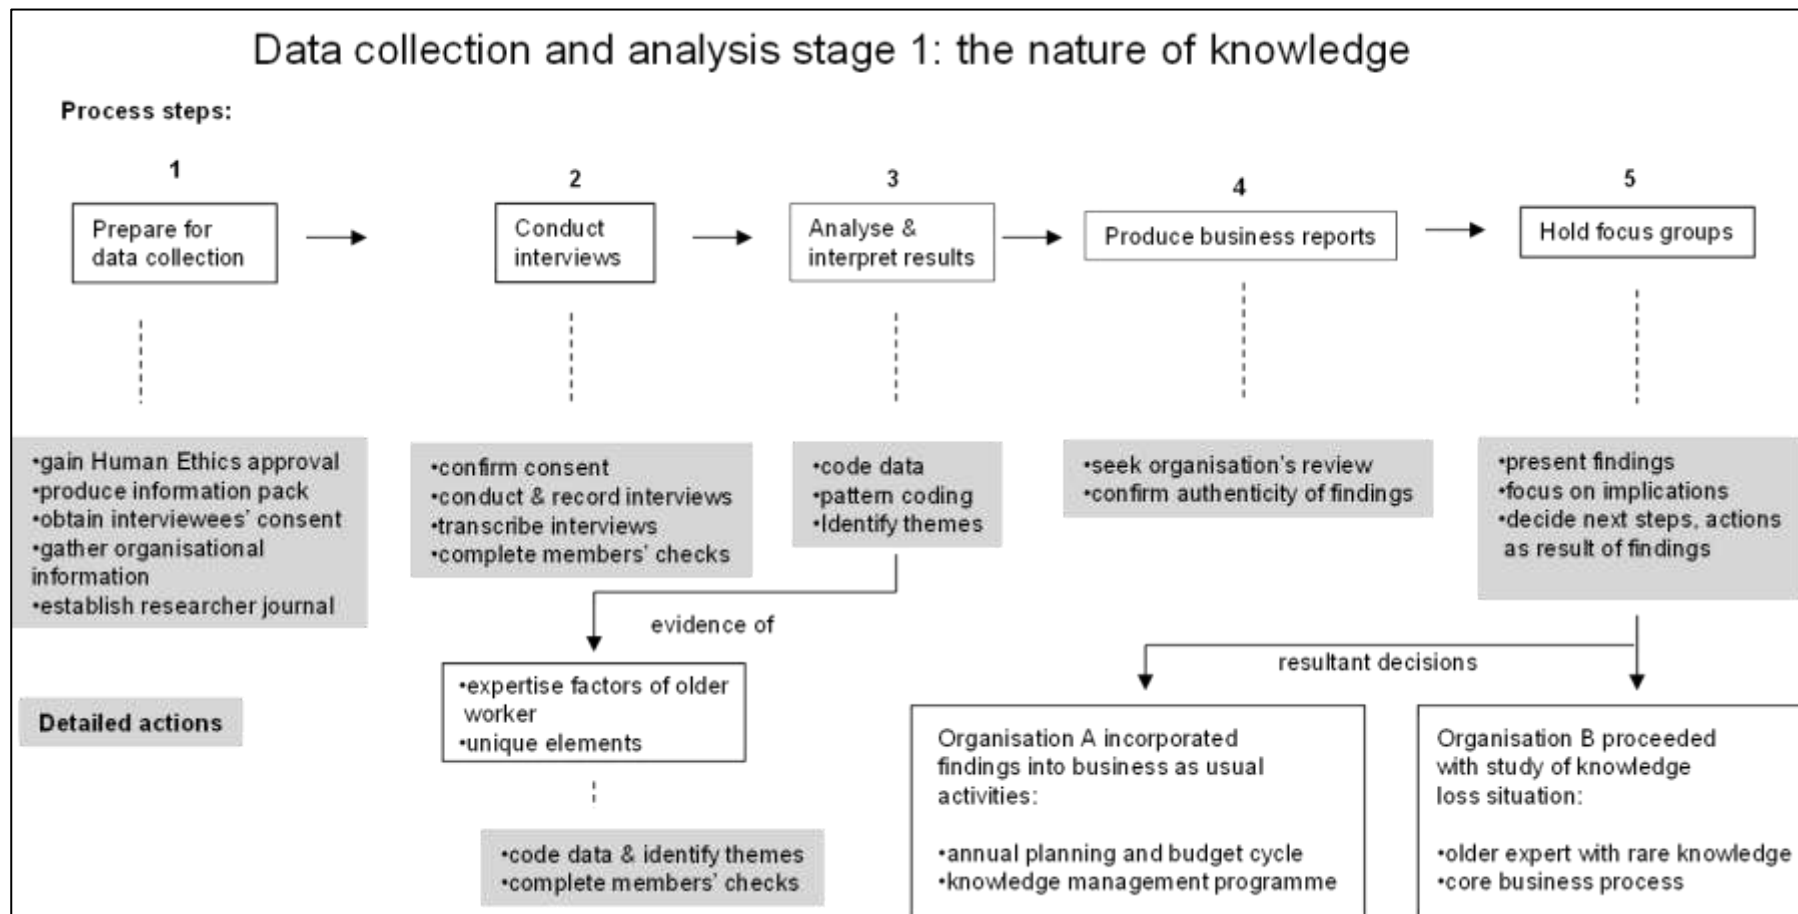 Data collection and analysis stage 1: the nature of knowledge
Process steps:
1
Prepare for
data collection
2
Conduct
interviews
3
Analyse &
interpret results
4
Produce business reports
5
Hold focus groups
•gain Human Ethics approval
•produce information pack
•obtain interviewees' consent
•gather organisational
information
•establish researcher journal
•confirm consent
•conduct & record interviews
•transcribe interviews
•complete members' checks
•code data
•pattern coding
•Identify themes
•seek organisation's review
•confirm authenticity of findings
•present findings
•focus on implications
•decide next steps, actions
as result of findings
evidence of
•expertise factors of older
worker
•unique elements
•code data & identify themes
•complete members' checks
Detailed actions
resultant decisions
Organisation A incorporated
findings into business as usual
activities:
•annual planning and budget cycle
•knowledge management programme
Organisation B proceeded
with study of knowledge
loss situation:
•older expert with rare knowledge
•core business process